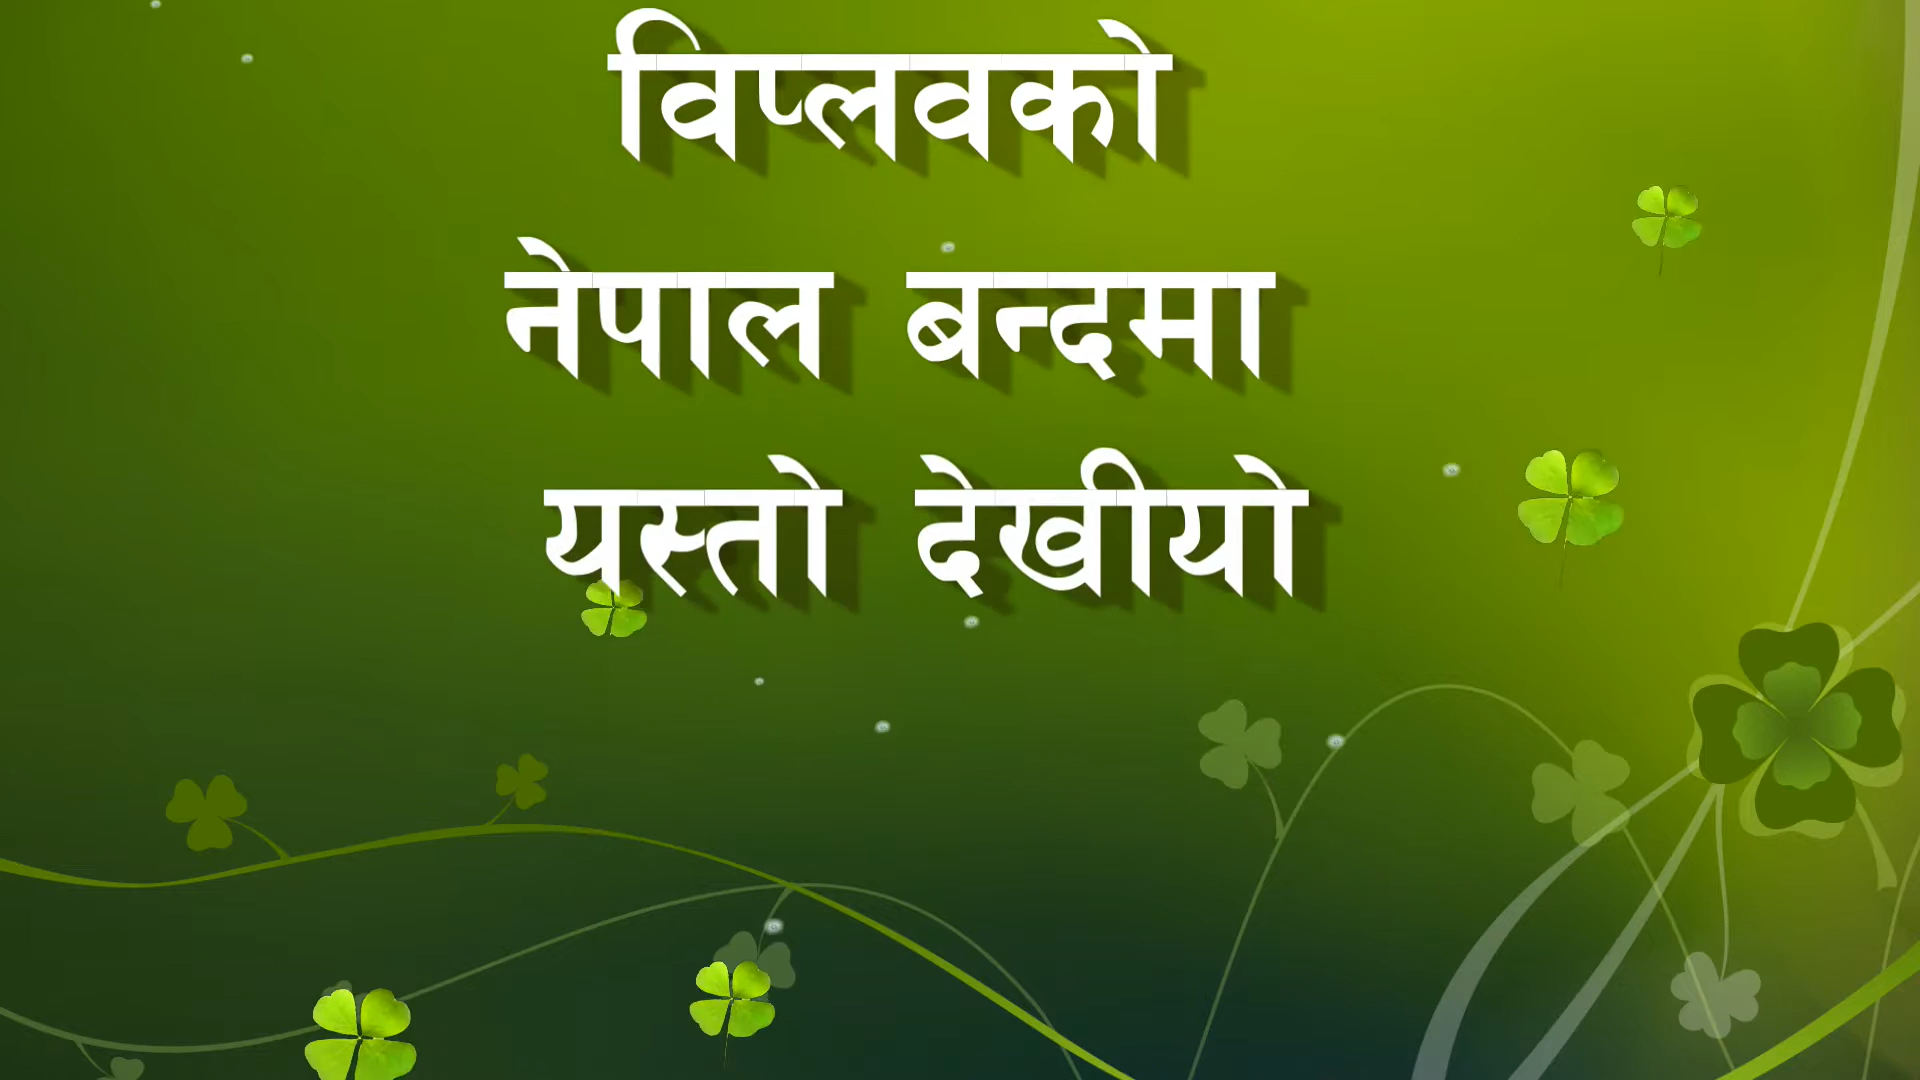 विप्लवको
नेपाल बन्दमा
यस्तो देखीयो